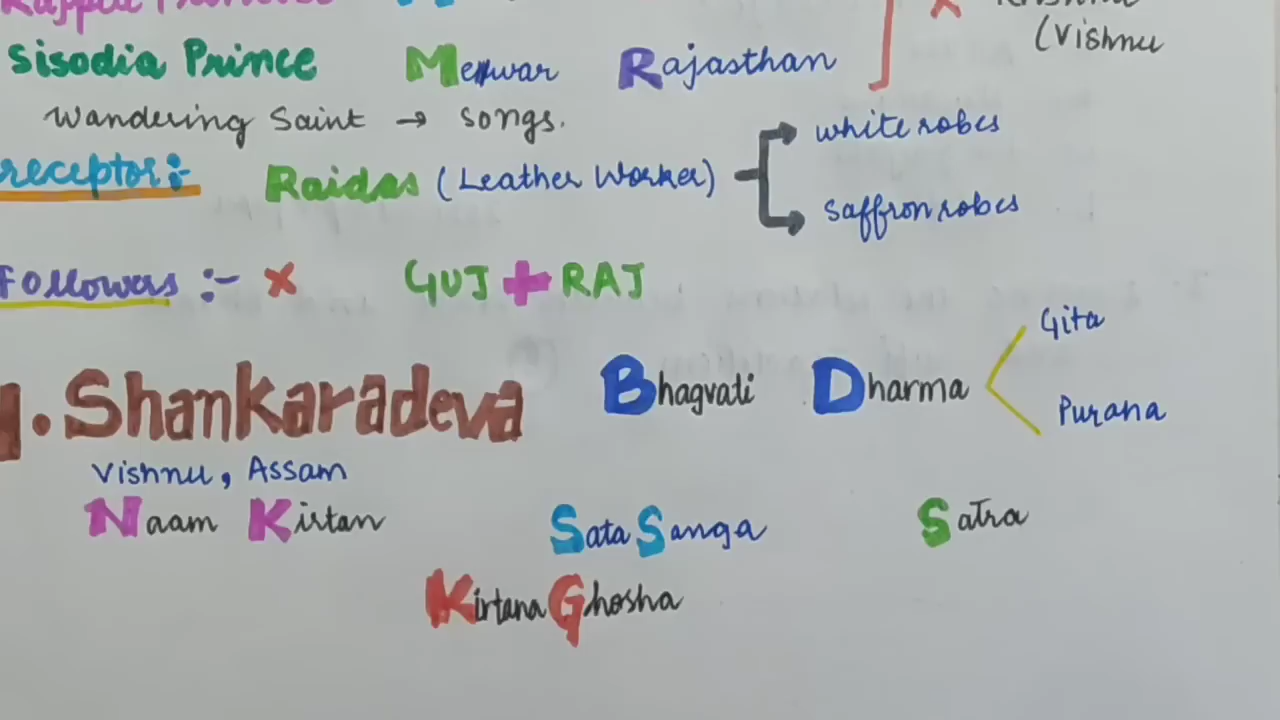 Sisodia Prince Merwar Rajasthan
(Vishnu
Wandering Saint → songs.
receptor:- Raidas (Leather Worker)
white robes
saffron robes
Followers :- × GUJ + RAJ
. Shankaradeva Bhagvati Dharma
Gita
Purana
Vishnu, Assam
Naam Kirtan Sata Sanga Satra
Kirtana Ghosha